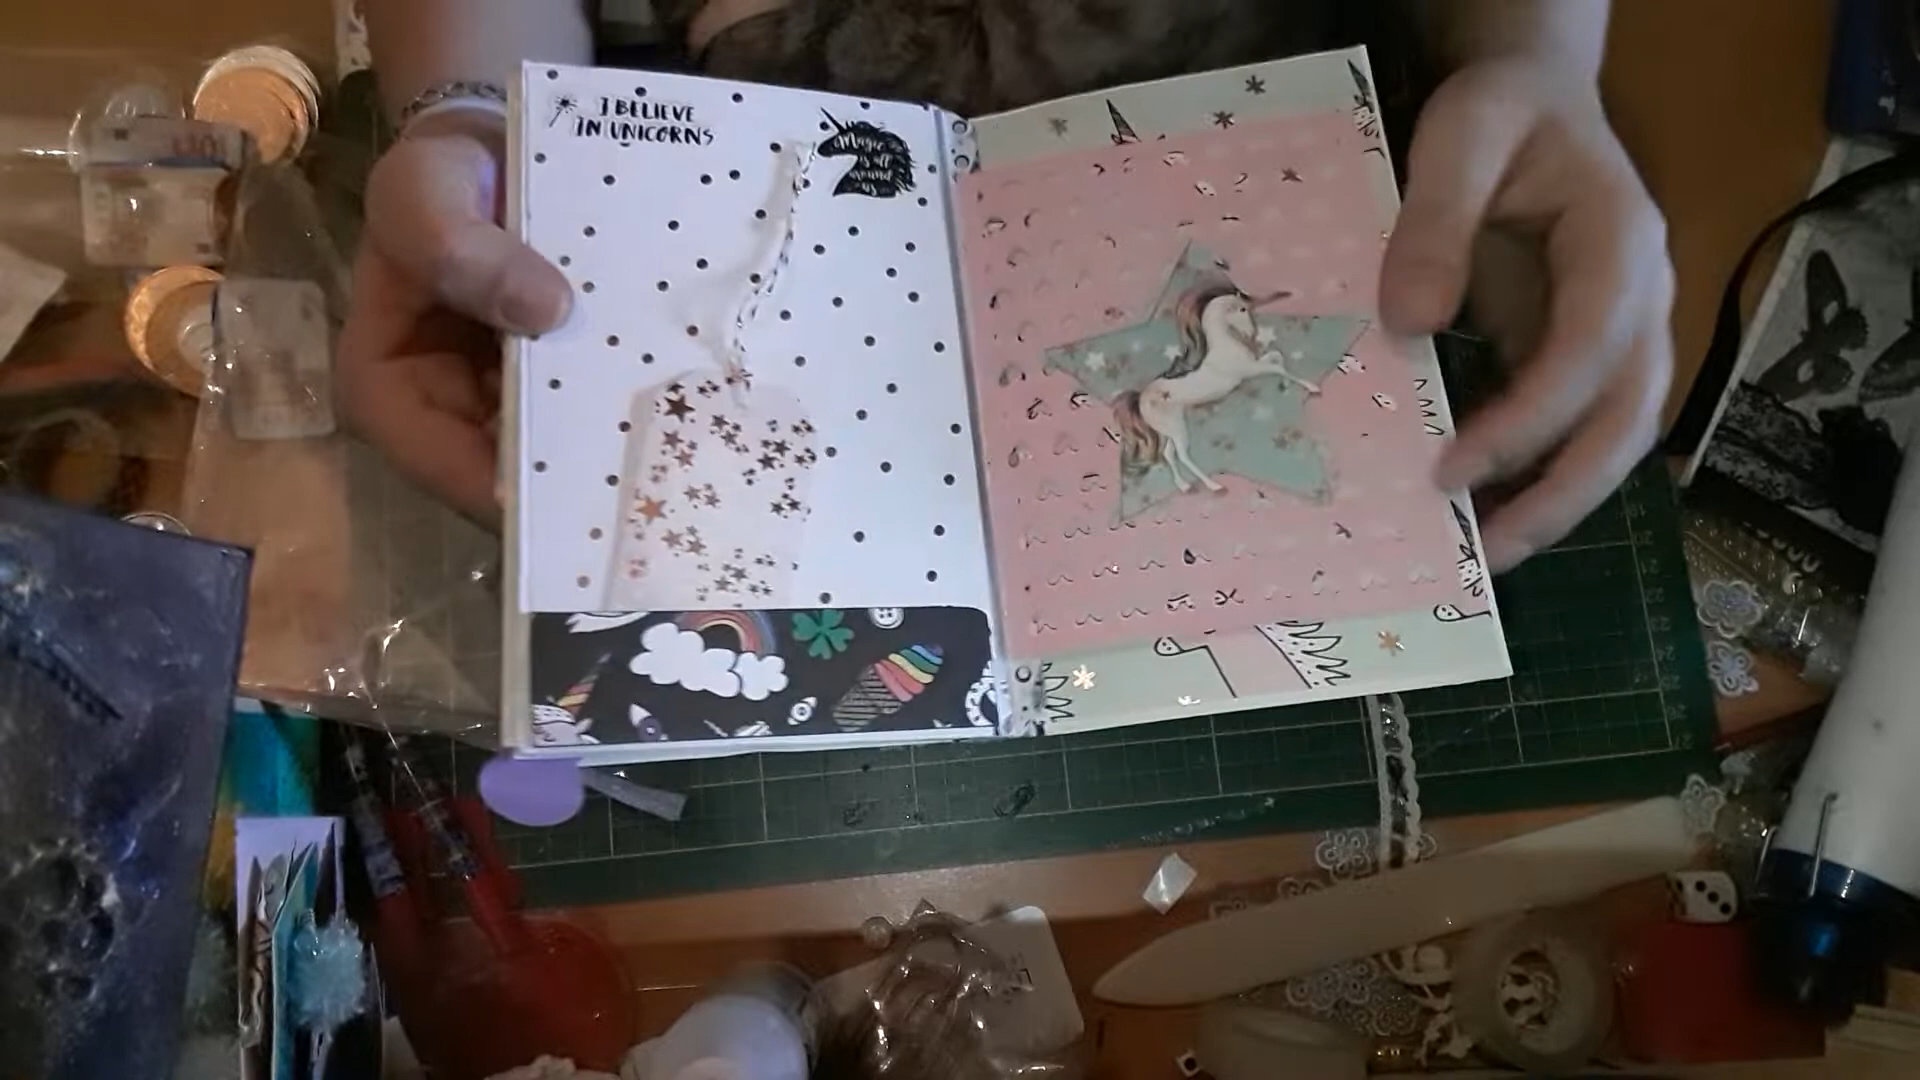 I BELIEVE
IN UNICORNS
Magic
is all
around
us